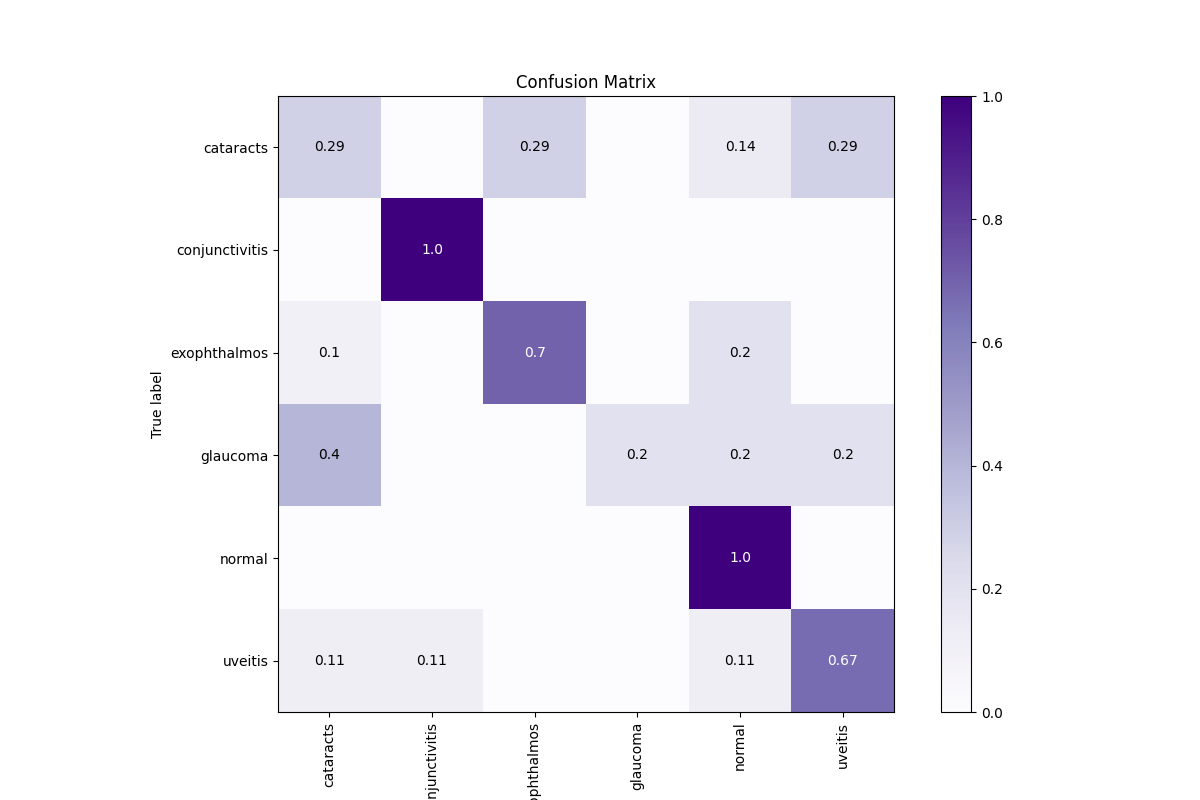 Confusion Matrix
cataracts 0.29 0.29 0.14 0.29
conjunctivitis 1.0
exophthalmos 0.1 0.7 0.2
glaucoma 0.4 0.2 0.2 0.2
normal 1.0
uveitis 0.11 0.11 0.11 0.67
True label
cataracts
njunctivitis
ophthalmos
glaucoma
normal
uveitis
1.0
0.8
0.6
0.4
0.2
0.0